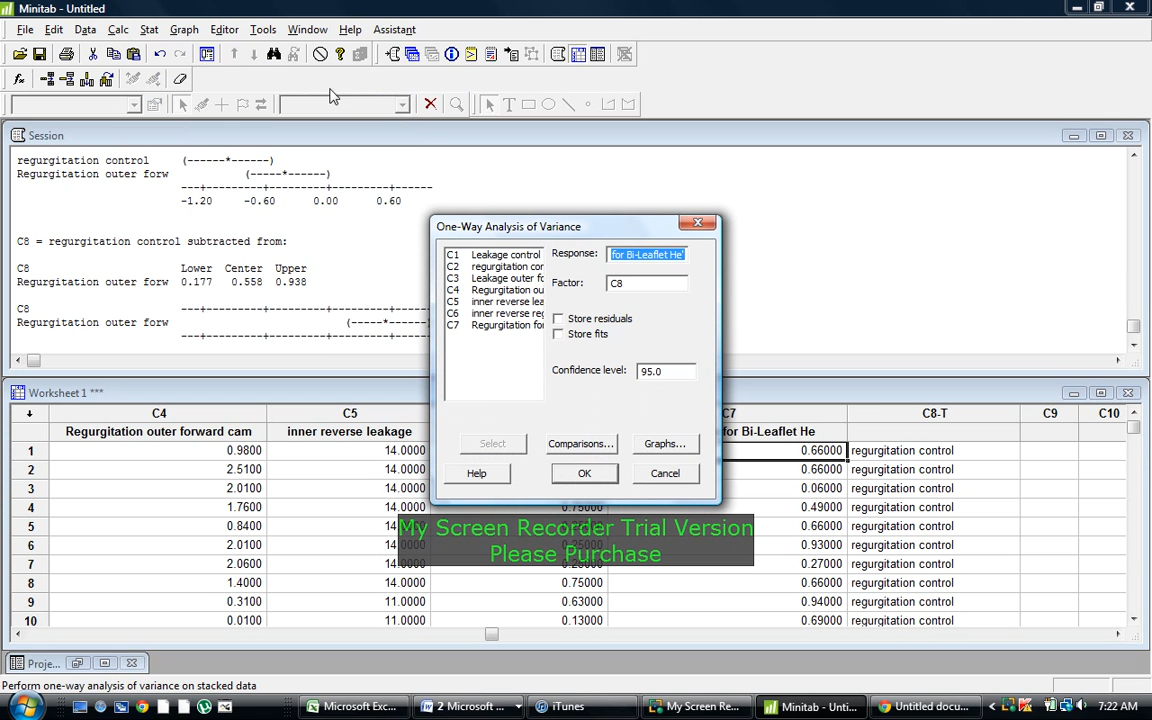 Minitab - Untitled
File Edit Data Calc Stat Graph Editor Tools Window Help Assistant
Session
regurgitation control (------*------)
Regurgitation outer forw (-----*------)
---+---------+---------+---------+------
-1.20 -0.60 0.00 0.60
C8 = regurgitation control subtracted from:
C8 Lower Center Upper
Regurgitation outer forw 0.177 0.558 0.938
C8 ---+---------+---------+---------+
Regurgitation outer forw (-----*------
---+---------+---------+---------+
One-Way Analysis of Variance
C1 Leakage control
C2 regurgitation cor
C3 Leakage outer fo
C4 Regurgitation ou
C5 inner reverse lea
C6 inner reverse reg
C7 Regurgitation for
Response: for Bi-Leaflet He'
Factor: C8
Store residuals
Store fits
Confidence level: 95.0
Select Comparisons... Graphs...
Help OK Cancel
Worksheet 1 ***
C4 C5 C7 C8-T C9 C10
Regurgitation outer forward cam inner reverse leakage for Bi-Leaflet He
1 0.9800 14.0000 0.66000 regurgitation control
2 2.5100 14.0000 0.66000 regurgitation control
3 2.0100 14.0000 0.06000 regurgitation control
4 1.7600 14.0000 0.75000 0.49000 regurgitation control
5 0.8400 14.0000 0.66000 regurgitation control
6 2.0100 14.0000 0.93000 regurgitation control
7 2.0600 14.0000 0.27000 regurgitation control
8 1.4000 14.0000 0.75000 0.66000 regurgitation control
9 0.3100 11.0000 0.63000 0.94000 regurgitation control
10 0.0100 11.0000 0.13000 0.69000 regurgitation control
My Screen Recorder Trial Version
Please Purchase
Proje...
Perform one-way analysis of variance on stacked data
Microsoft Exc... 2 Microsoft ... iTunes My Screen Re... Minitab - Unti... Untitled docu... 7:22 AM